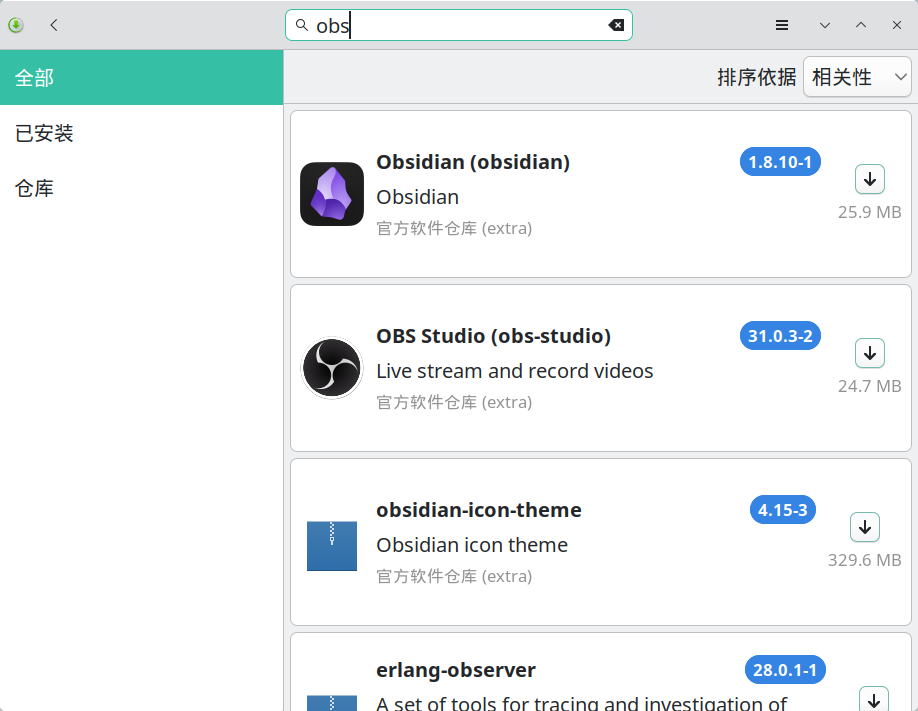 obs
全部
已安装
仓库
排序依据 相关性
Obsidian (obsidian)
1.8.10-1
Obsidian
25.9 MB
官方软件仓库 (extra)
OBS Studio (obs-studio)
31.0.3-2
Live stream and record videos
24.7 MB
官方软件仓库 (extra)
obsidian-icon-theme
4.15-3
Obsidian icon theme
329.6 MB
官方软件仓库 (extra)
erlang-observer
28.0.1-1
A set of tools for tracing and investigation of